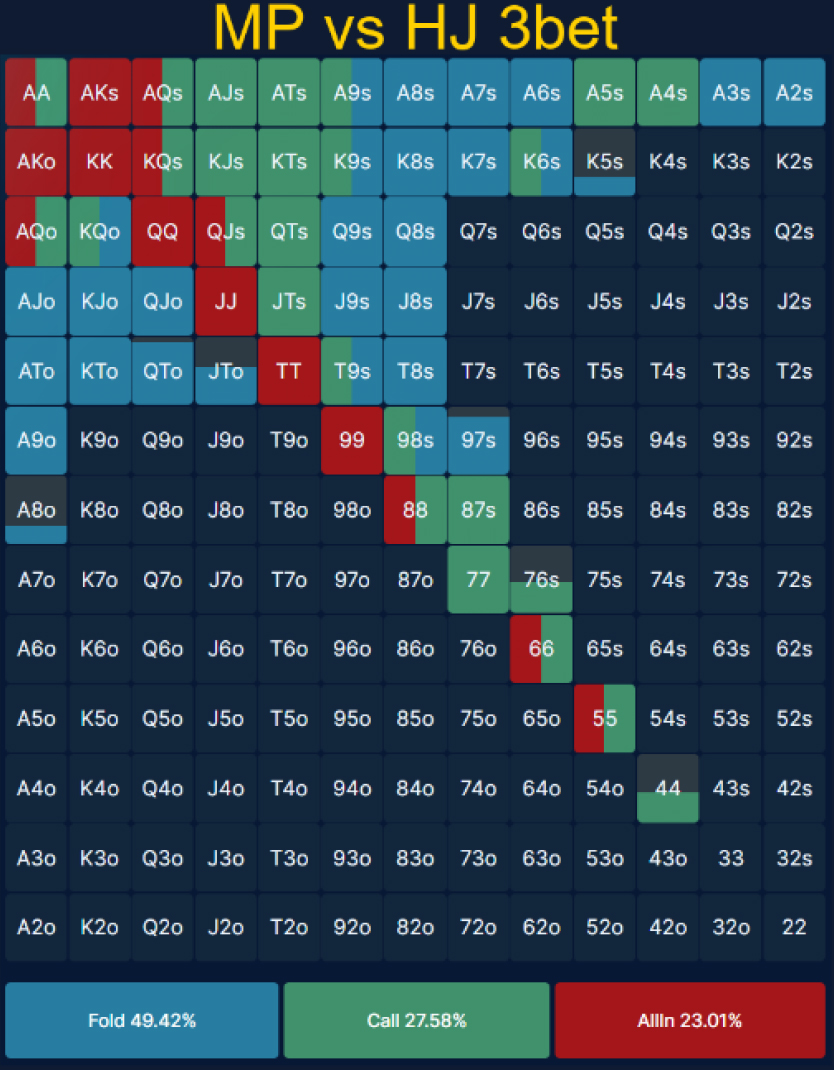 MP vs HJ 3bet
AA AKs AQs AJs ATs A9s A8s A7s A6s A5s A4s A3s A2s
AKo KK KQs KJs KTs K9s K8s K7s K6s K5s K4s K3s K2s
AQo KQo QQ QJs QTs Q9s Q8s Q7s Q6s Q5s Q4s Q3s Q2s
AJo KJo QJo JJ JTs J9s J8s J7s J6s J5s J4s J3s J2s
ATo KTo QTo JTo TT T9s T8s T7s T6s T5s T4s T3s T2s
A9o K9o Q9o J9o T9o 99 98s 97s 96s 95s 94s 93s 92s
A8o K8o Q8o J8o T8o 98o 88 87s 86s 85s 84s 83s 82s
A7o K7o Q7o J7o T7o 97o 87o 77 76s 75s 74s 73s 72s
A6o K6o Q6o J6o T6o 96o 86o 76o 66 65s 64s 63s 62s
A5o K5o Q5o J5o T5o 95o 85o 75o 65o 55 54s 53s 52s
A4o K4o Q4o J4o T4o 94o 84o 74o 64o 54o 44 43s 42s
A3o K3o Q3o J3o T3o 93o 83o 73o 63o 53o 43o 33 32s
A2o K2o Q2o J2o T2o 92o 82o 72o 62o 52o 42o 32o 22
Fold 49.42% Call 27.58% AllIn 23.01%